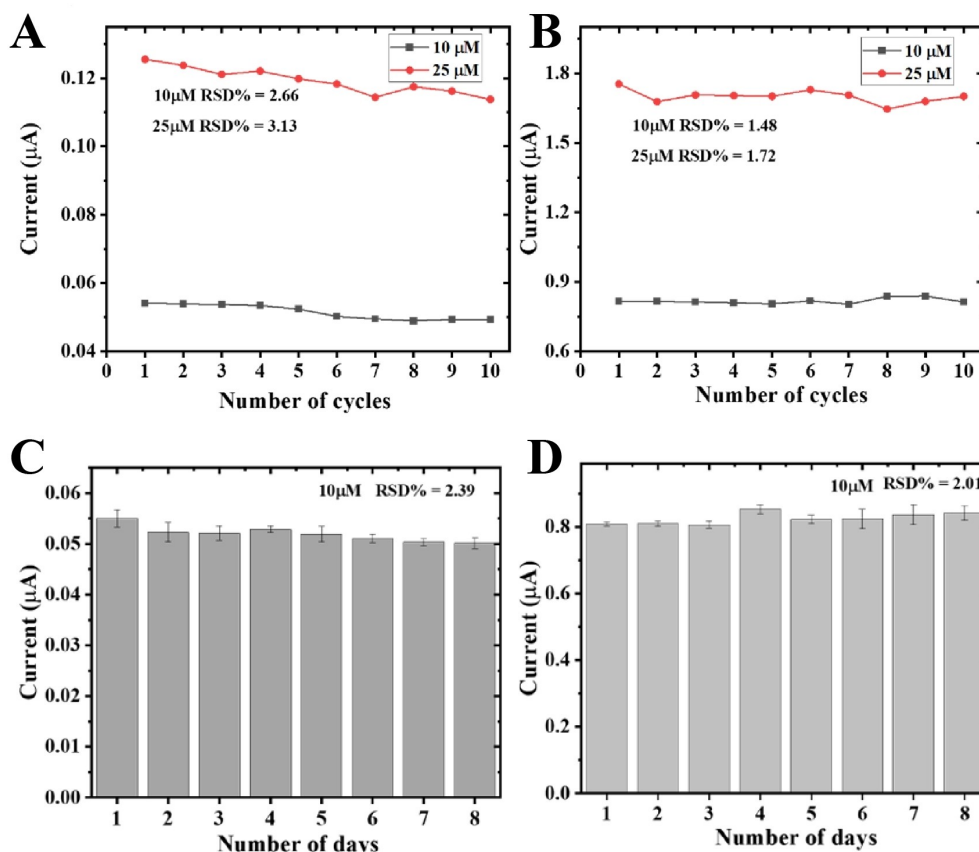 A
10 μM
25 μM
10μM RSD% = 2.66
25μM RSD% = 3.13
0.12
0.10
0.08
0.06
0.04
Current (μA)
0 1 2 3 4 5 6 7 8 9 10
Number of cycles
B
10 μM
25 μM
10μM RSD% = 1.48
25μM RSD% = 1.72
1.8
1.5
1.2
0.9
0.6
Current (μA)
0 1 2 3 4 5 6 7 8 9 10
Number of cycles
C
10μM RSD% = 2.39
0.06
0.05
0.04
0.03
0.02
0.01
0.00
Current (μA)
1 2 3 4 5 6 7 8
Number of days
D
10μM RSD% = 2.01
0.8
0.6
0.4
0.2
0.0
Current (μA)
1 2 3 4 5 6 7 8
Number of days